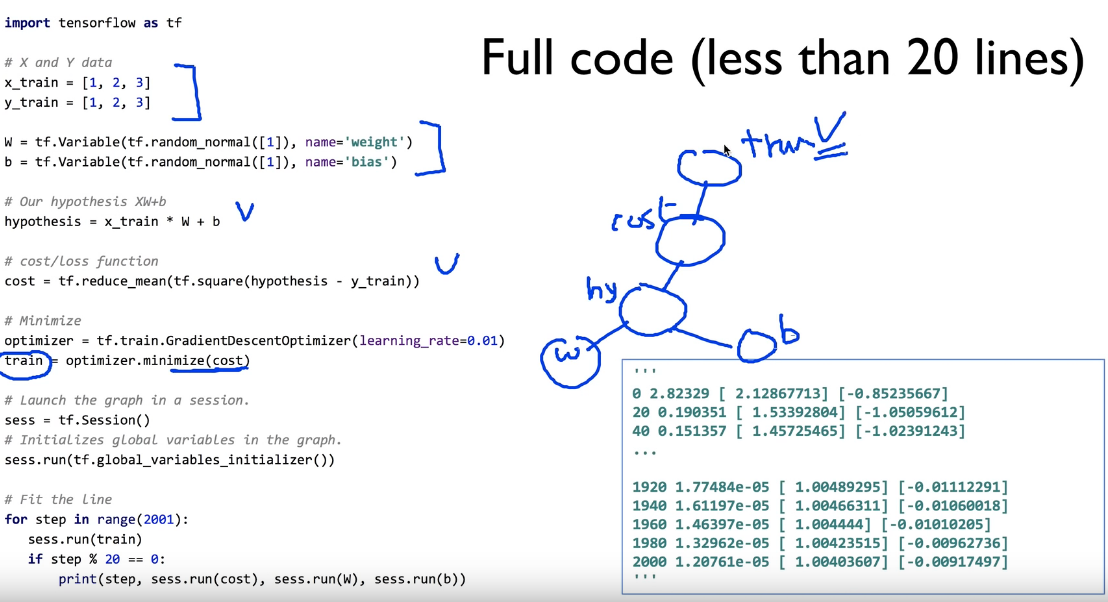 import tensorflow as tf
# X and Y data
x_train = [1, 2, 3]
y_train = [1, 2, 3]
W = tf.Variable(tf.random_normal([1]), name='weight')
b = tf.Variable(tf.random_normal([1]), name='bias')
# Our hypothesis XW+b
hypothesis = x_train * W + b
# cost/loss function
cost = tf.reduce_mean(tf.square(hypothesis - y_train))
# Minimize
optimizer = tf.train.GradientDescentOptimizer(learning_rate=0.01)
train = optimizer.minimize(cost)
# Launch the graph in a session.
sess = tf.Session()
# Initializes global variables in the graph.
sess.run(tf.global_variables_initializer())
# Fit the line
for step in range(2001):
    sess.run(train)
    if step % 20 == 0:
        print(step, sess.run(cost), sess.run(W), sess.run(b))
Full code (less than 20 lines)
cost
hy
w
b
'''
0 2.82329 [ 2.12867713] [-0.85235667]
20 0.190351 [ 1.53392804] [-1.05059612]
40 0.151357 [ 1.45725465] [-1.02391243]
...
1920 1.77484e-05 [ 1.00489295] [-0.01112291]
1940 1.61197e-05 [ 1.00466311] [-0.01060018]
1960 1.46397e-05 [ 1.004444] [-0.01010205]
1980 1.32962e-05 [ 1.00423515] [-0.00962736]
2000 1.20761e-05 [ 1.00403607] [-0.00917497]
'''